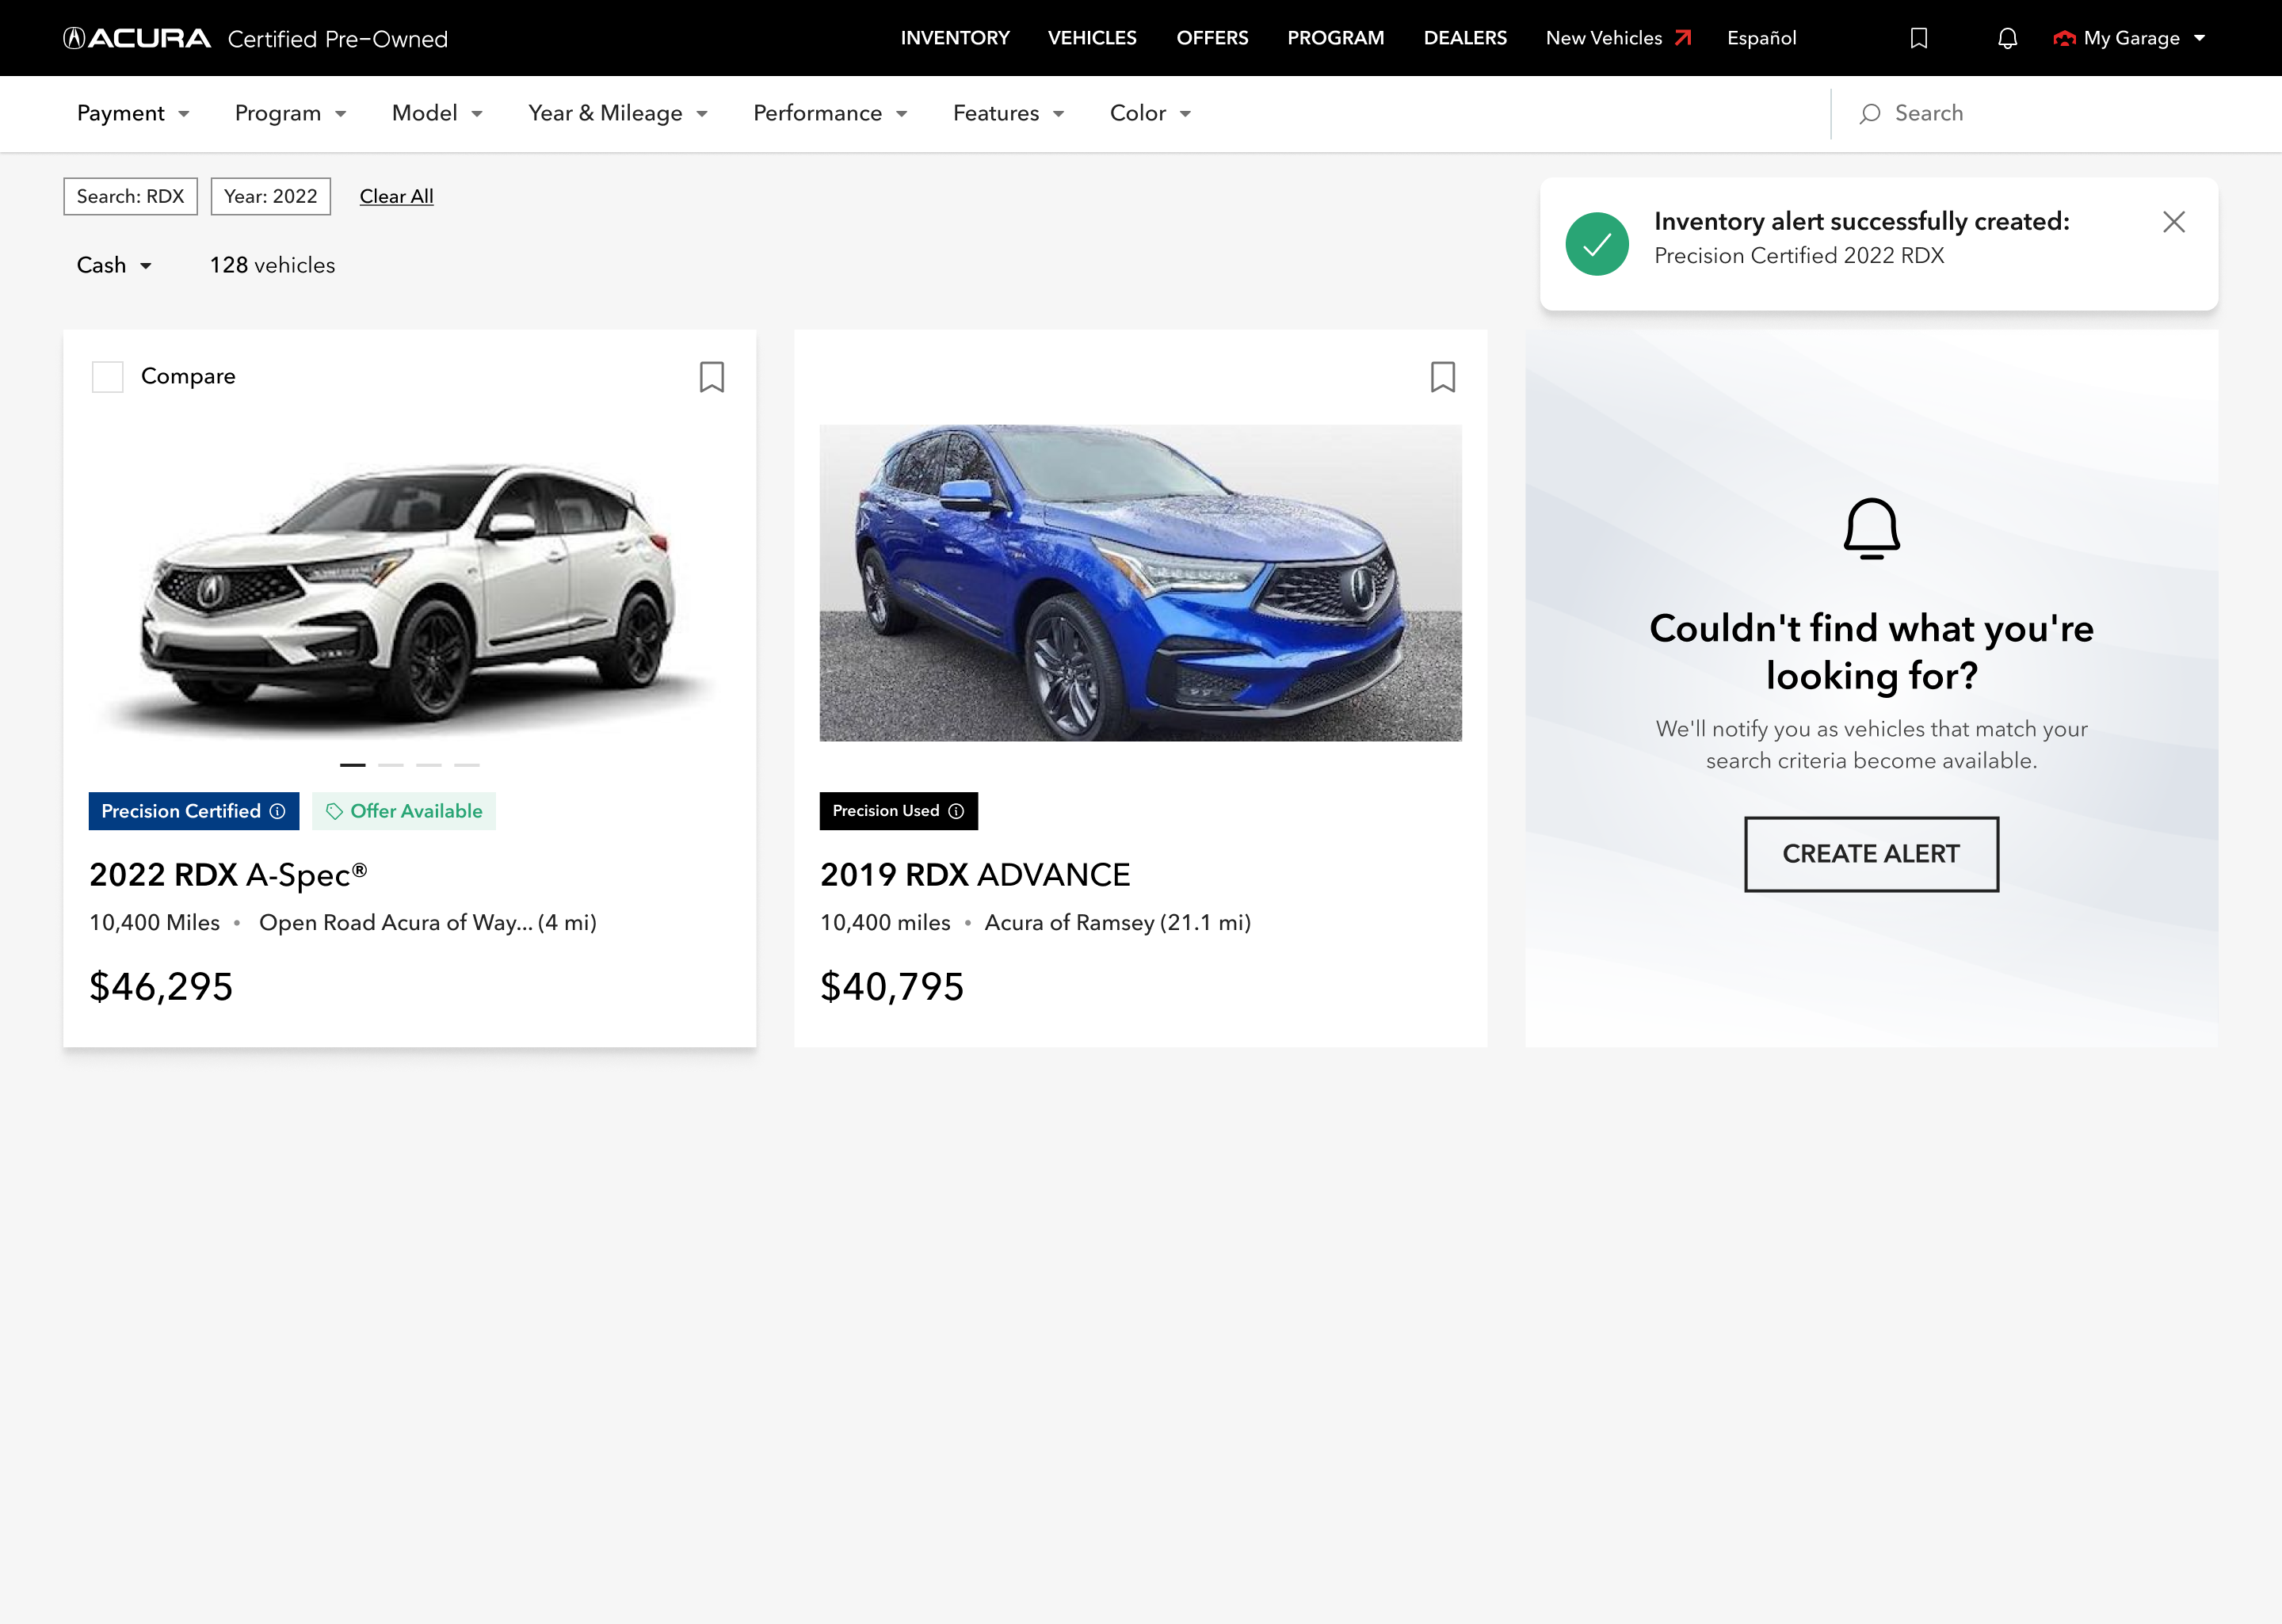 ACURA Certified Pre-Owned
INVENTORY VEHICLES OFFERS PROGRAM DEALERS New Vehicles Español My Garage
Payment Program Model Year & Mileage Performance Features Color Search
Search: RDX Year: 2022 Clear All
Cash 128 vehicles
Inventory alert successfully created:
Precision Certified 2022 RDX
Compare
Precision Certified Offer Available
2022 RDX A-Spec®
10,400 Miles • Open Road Acura of Way... (4 mi)
$46,295
Precision Used
2019 RDX ADVANCE
10,400 miles • Acura of Ramsey (21.1 mi)
$40,795
Couldn't find what you're
looking for?
We'll notify you as vehicles that match your
search criteria become available.
CREATE ALERT